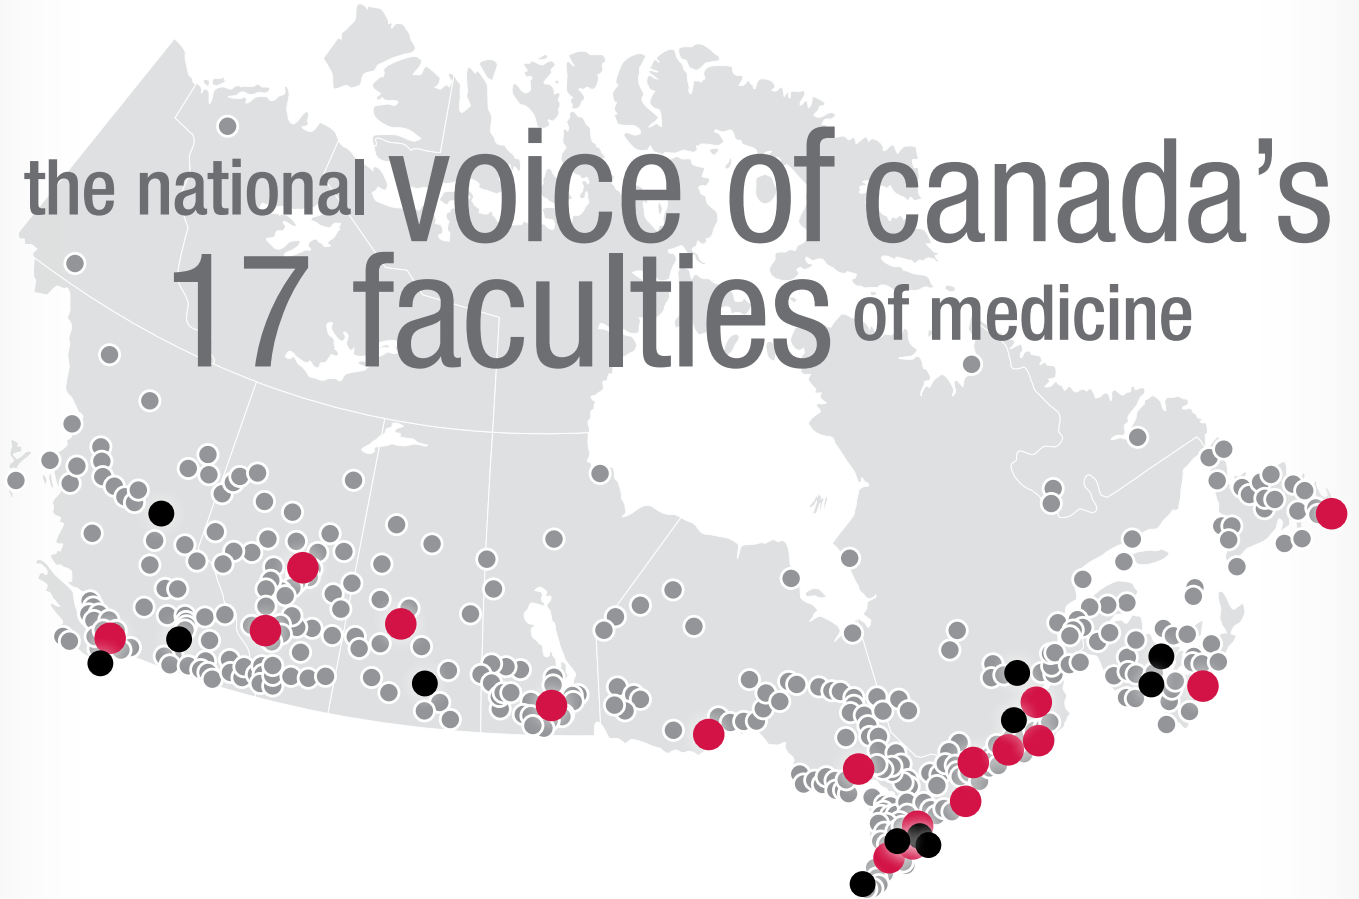 the national voice of canada's
17 faculties of medicine